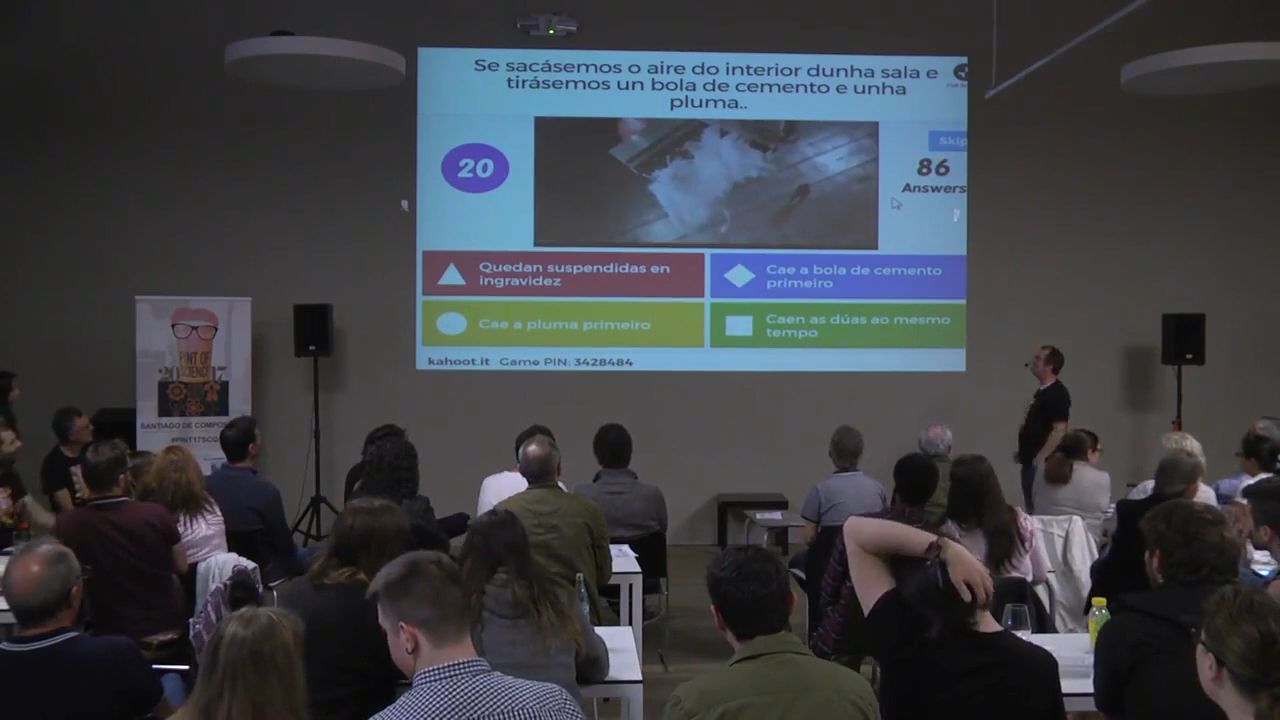 Se sacásemos o aire do interior dunha sala e
tirásemos un bola de cemento e unha
pluma..
20
Skip
86
Answers
Quedan suspendidas en
ingravidez
Cae a bola de cemento
primeiro
Cae a pluma primeiro
Caen as dúas ao mesmo
tempo
kahoot.it Game PIN: 3428484
PINT OF
SCIENCE
20 17
SANTIAGO DE COMPOS
#PINT17SCQ